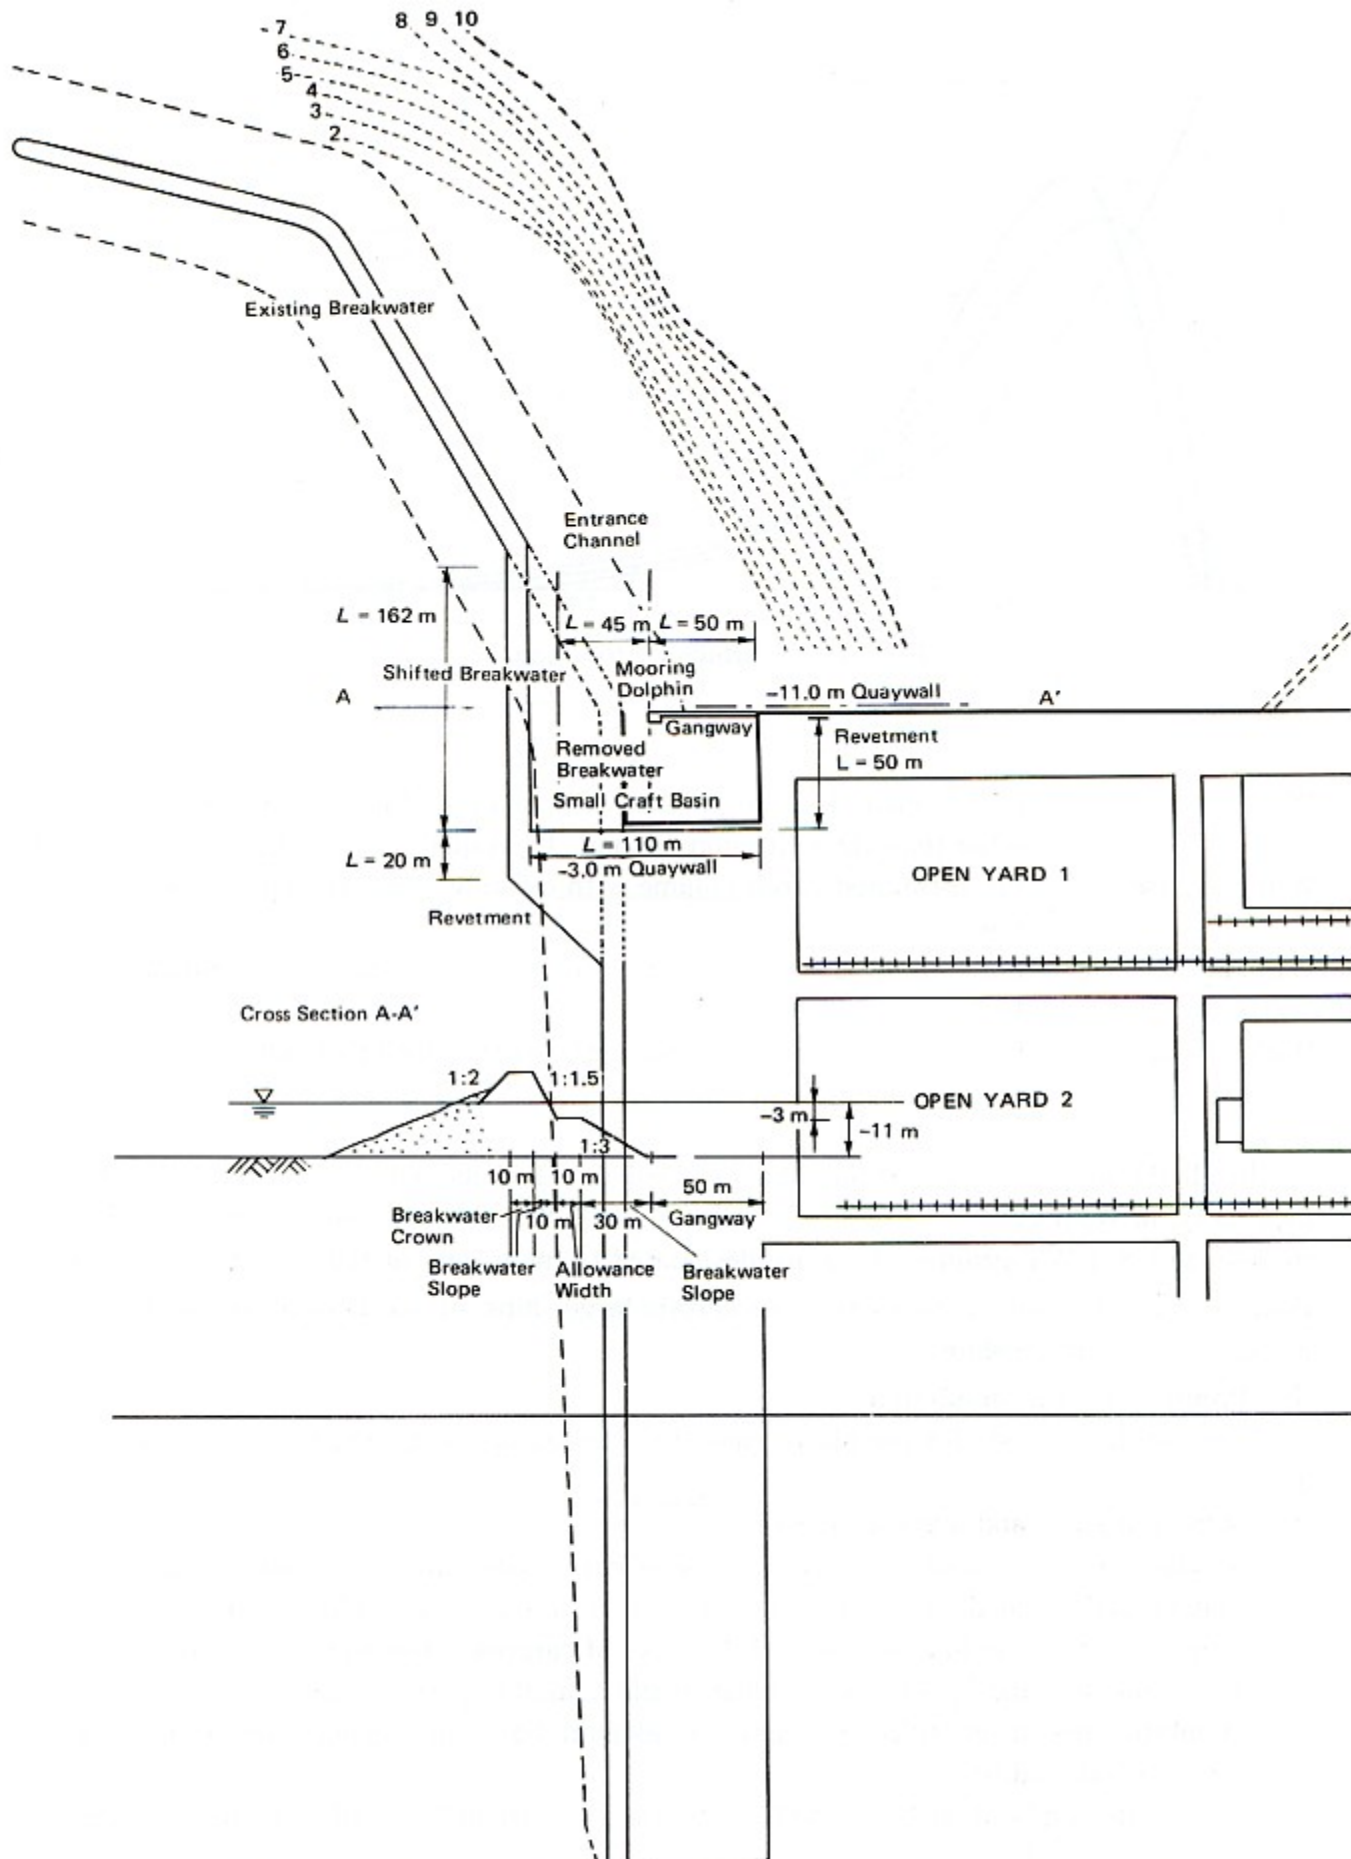 8 9 10
7
6
5
4
3
2
Existing Breakwater
Entrance
Channel
L = 162 m
L = 45 m
L = 50 m
Shifted Breakwater
Mooring
Dolphin
A
-11.0 m Quaywall
A'
Gangway
Revetment
L = 50 m
Removed
Breakwater
Small Craft Basin
L = 110 m
-3.0 m Quaywall
L = 20 m
OPEN YARD 1
Revetment
Cross Section A-A'
1:2
1:1.5
OPEN YARD 2
-3 m
-11 m
1:3
10 m
10 m
50 m
Breakwater
Crown
10 m
30 m
Gangway
Breakwater
Slope
Allowance
Width
Breakwater
Slope